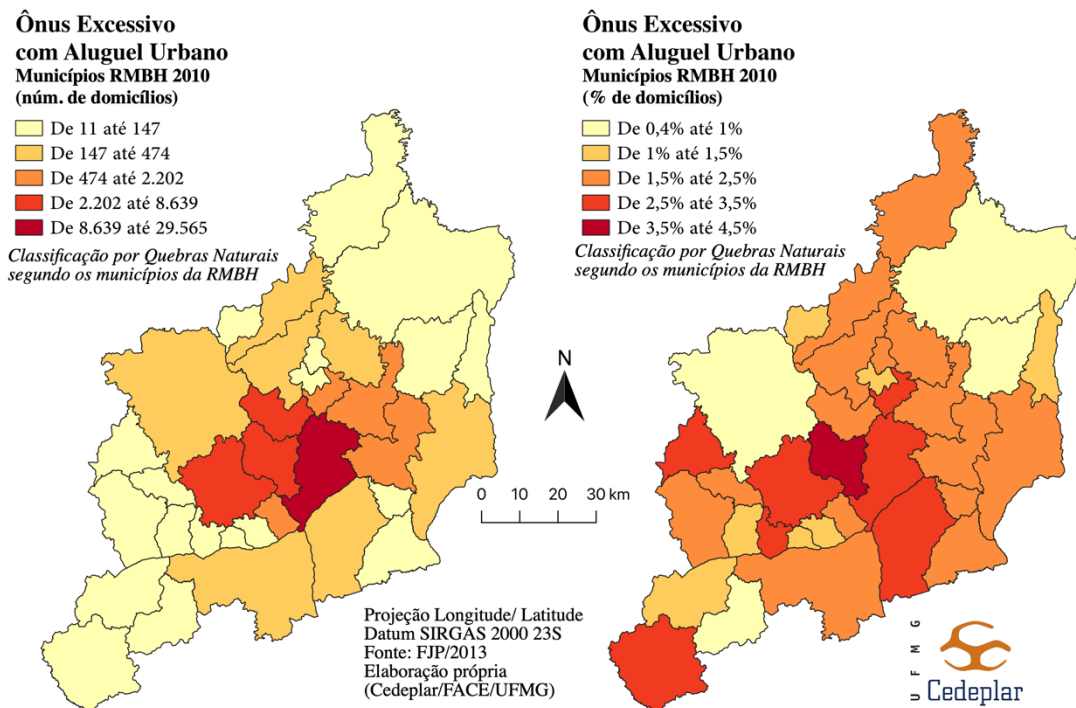 Ônus Excessivo
com Aluguel Urbano
Municípios RMBH 2010
(núm. de domicílios)
De 11 até 147
De 147 até 474
De 474 até 2.202
De 2.202 até 8.639
De 8.639 até 29.565
Classificação por Quebras Naturais
segundo os municípios da RMBH
Ônus Excessivo
com Aluguel Urbano
Municípios RMBH 2010
(% de domicílios)
De 0,4% até 1%
De 1% até 1,5%
De 1,5% até 2,5%
De 2,5% até 3,5%
De 3,5% até 4,5%
Classificação por Quebras Naturais
segundo os municípios da RMBH
N
0 10 20 30 km
Projeção Longitude/ Latitude
Datum SIRGAS 2000 23S
Fonte: FJP/2013
Elaboração própria
(Cedeplar/FACE/UFMG)
UFMG
Cedeplar